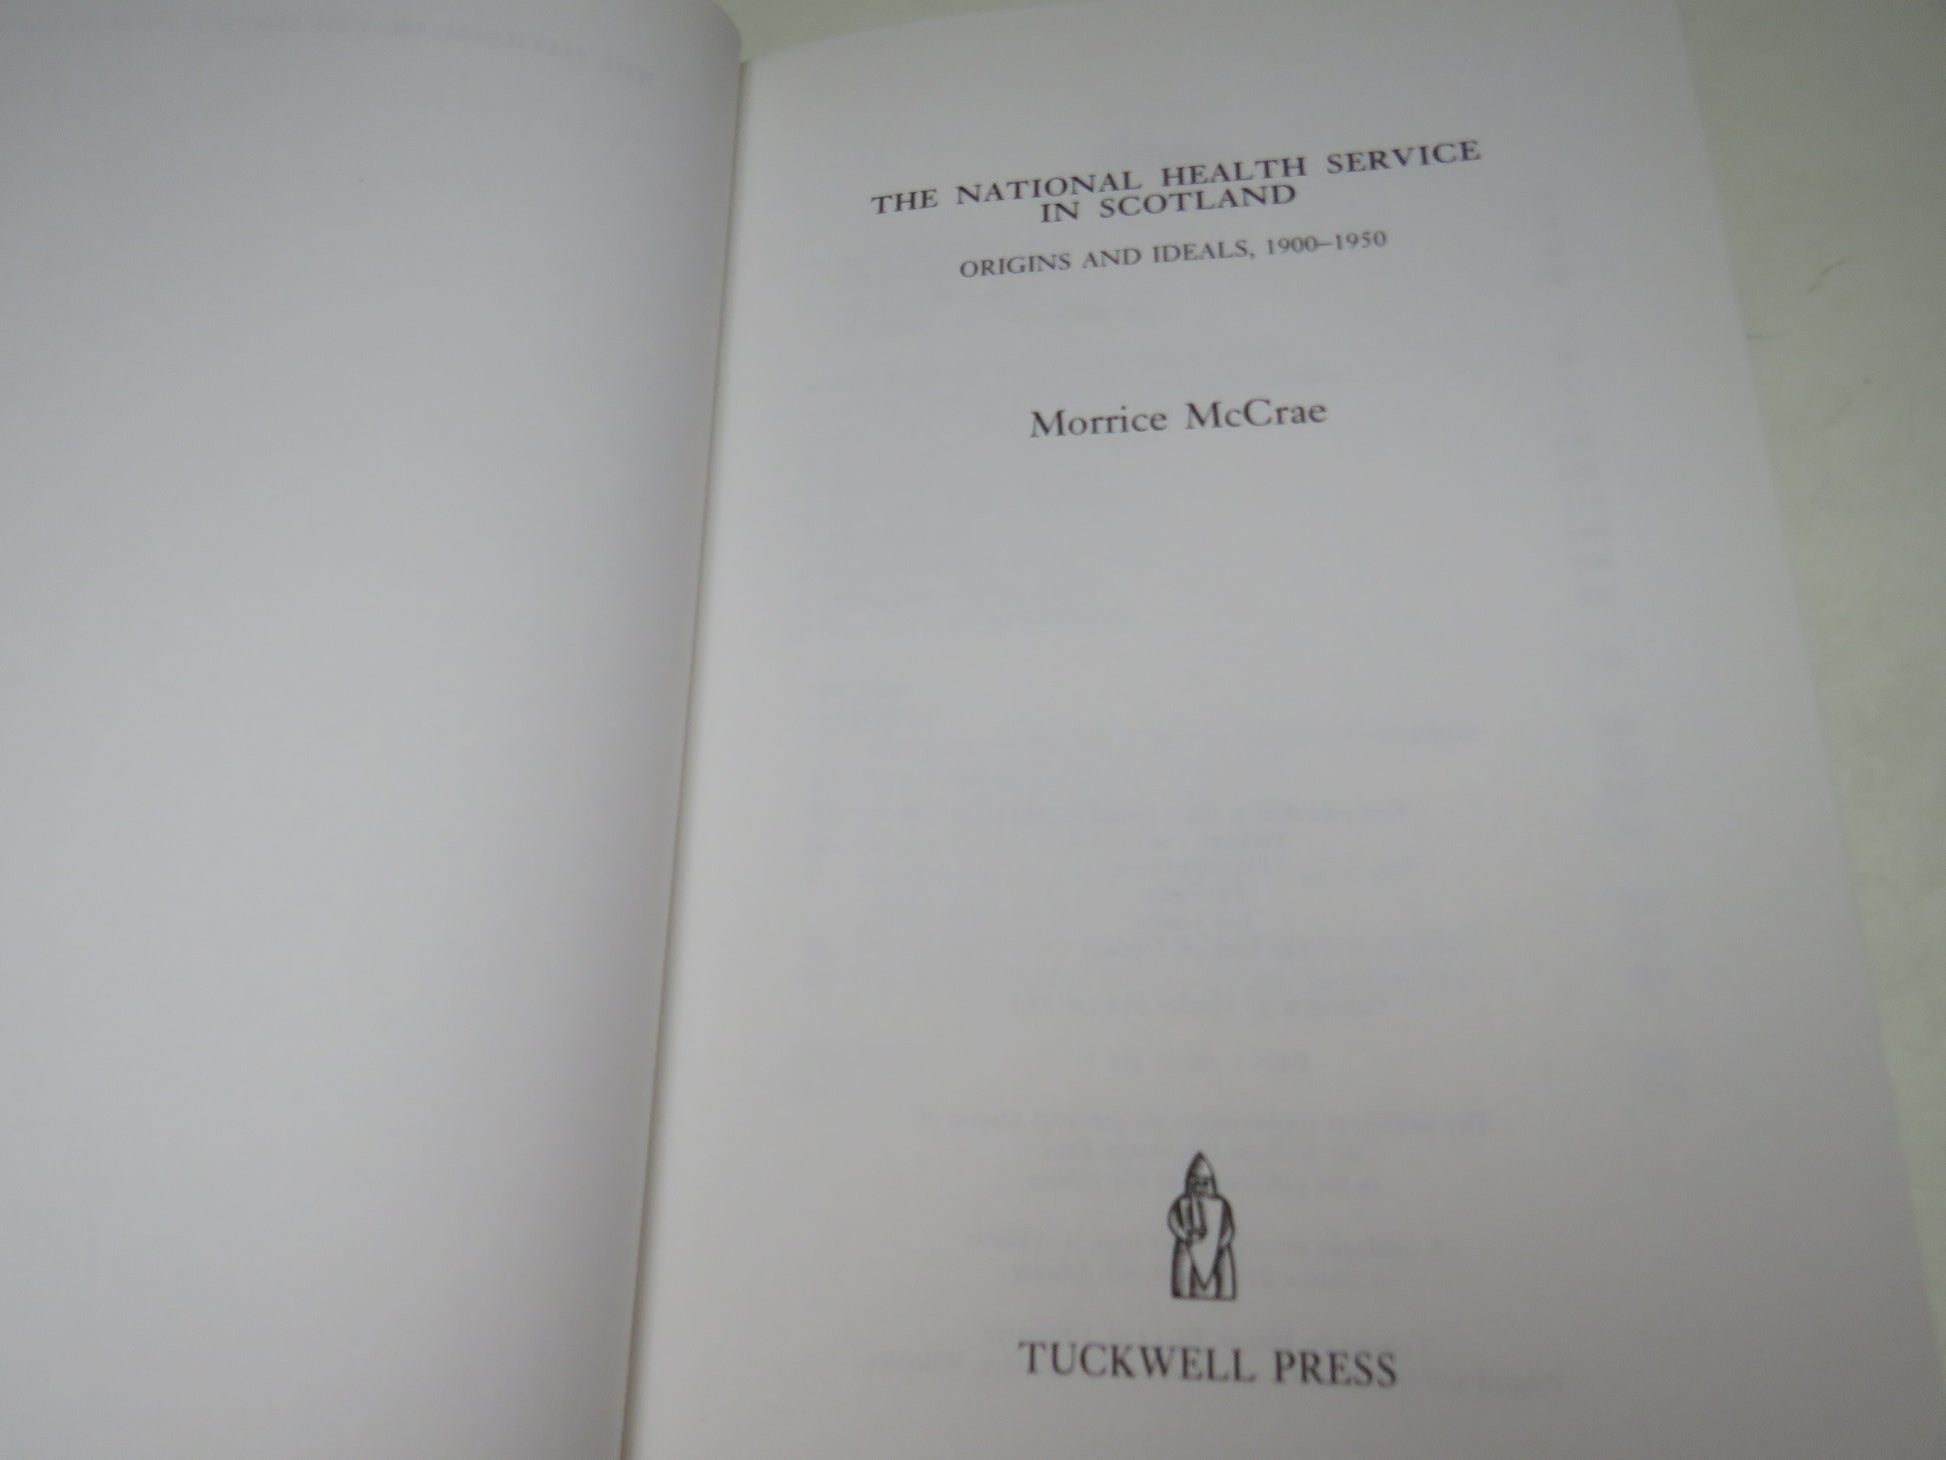 THE NATIONAL HEALTH SERVICE
IN SCOTLAND
ORIGINS AND IDEALS, 1900–1950
Morrice McCrae
TUCKWELL PRESS